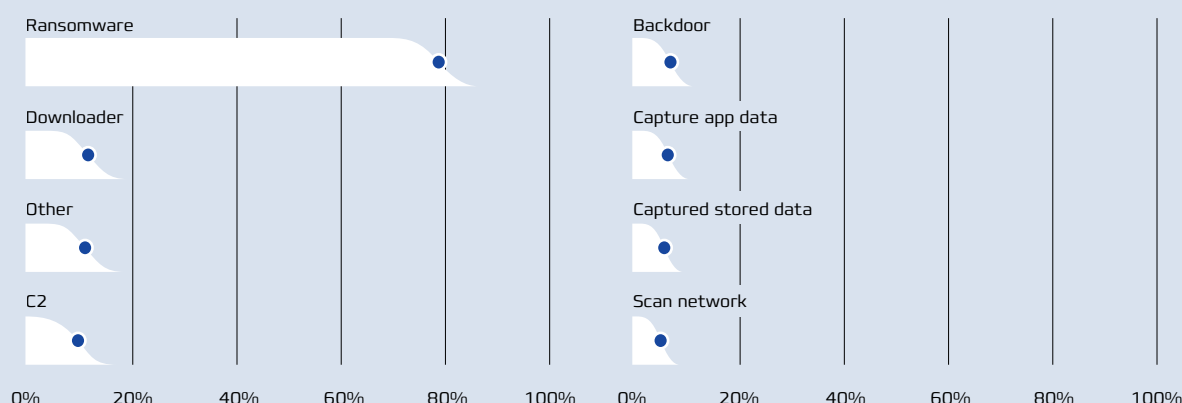 Ransomware
Downloader
Other
C2
0% 20% 40% 60% 80% 100%
Backdoor
Capture app data
Captured stored data
Scan network
0% 20% 40% 60% 80% 100%